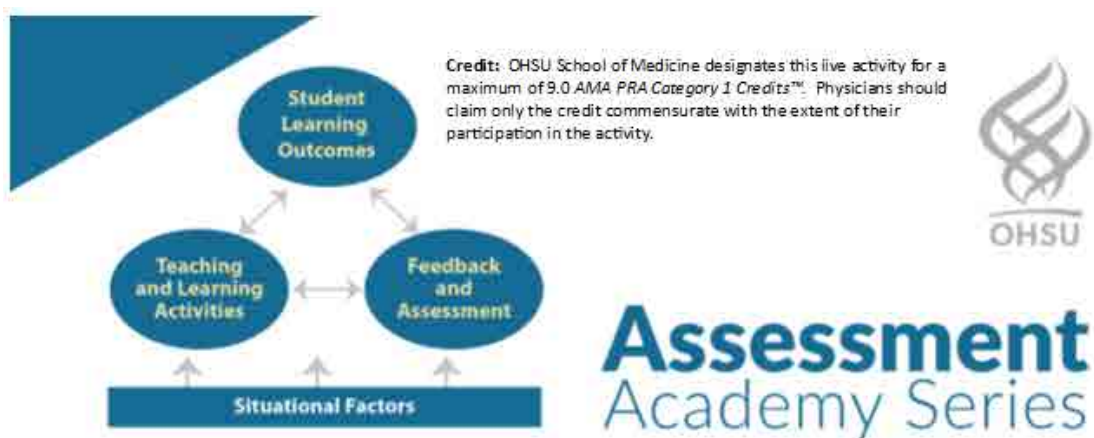 Credit: OHSU School of Medicine designates this live activity for a
maximum of 9.0 AMA PRA Category 1 Credits™. Physicians should
claim only the credit commensurate with the extent of their
participation in the activity.
Student
Learning
Outcomes
Teaching
and Learning
Activities
Feedback
and
Assessment
Situational Factors
OHSU
Assessment
Academy Series